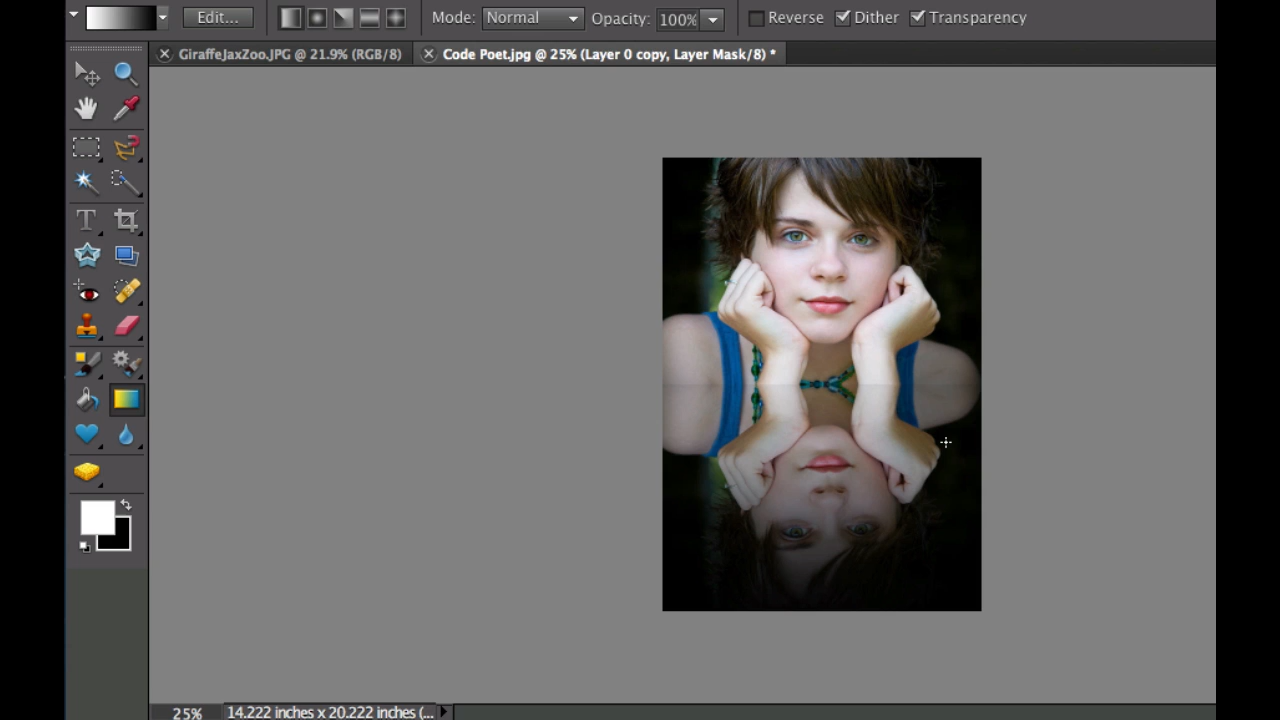 Edit... Mode: Normal Opacity: 100% Reverse Dither Transparency
GiraffeJaxZoo.JPG @ 21.9% (RGB/8) Code Poet.jpg @ 25% (Layer 0 copy, Layer Mask/8) *
T
25% 14.222 inches x 20.222 inches (...